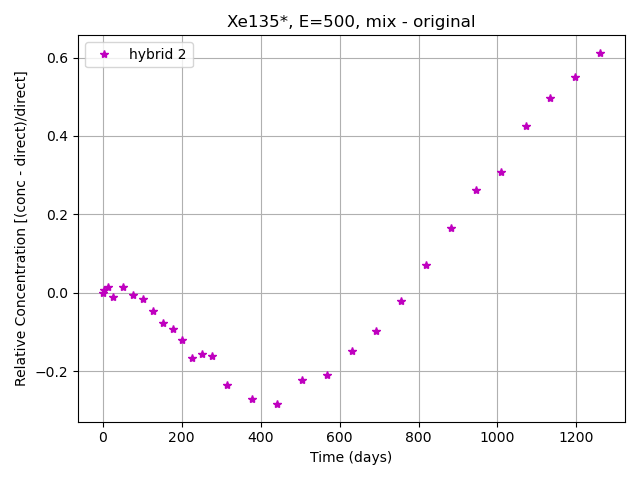 Xe135*, E=500, mix - original
hybrid 2
Relative Concentration [(conc - direct)/direct]
0.6
0.4
0.2
0.0
−0.2
0 200 400 600 800 1000 1200
Time (days)